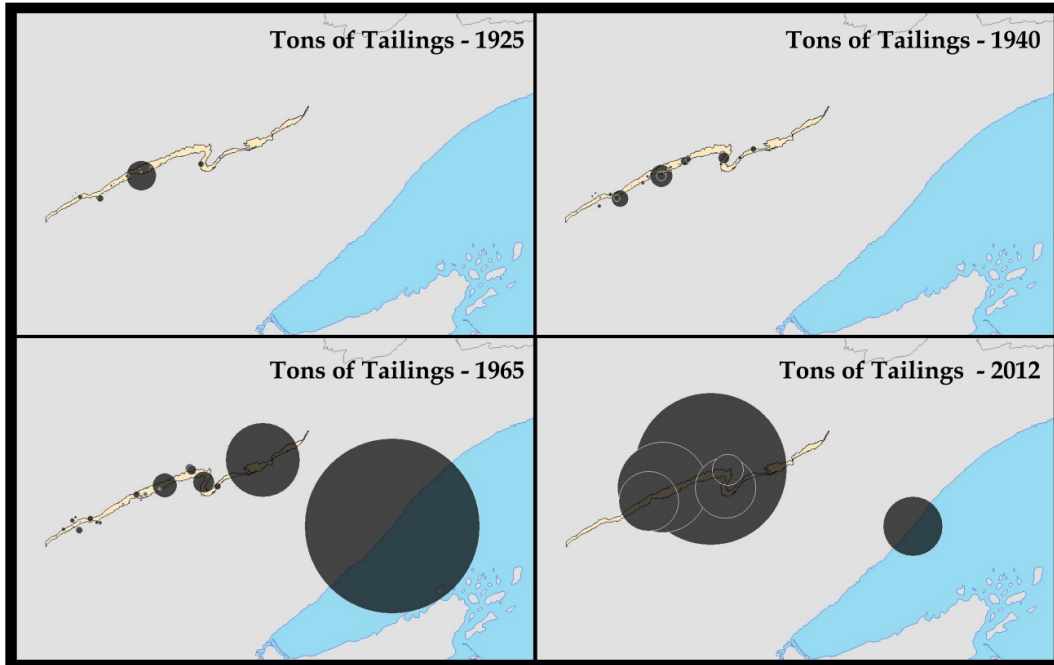 Tons of Tailings - 1925
Tons of Tailings - 1940
Tons of Tailings - 1965
Tons of Tailings - 2012